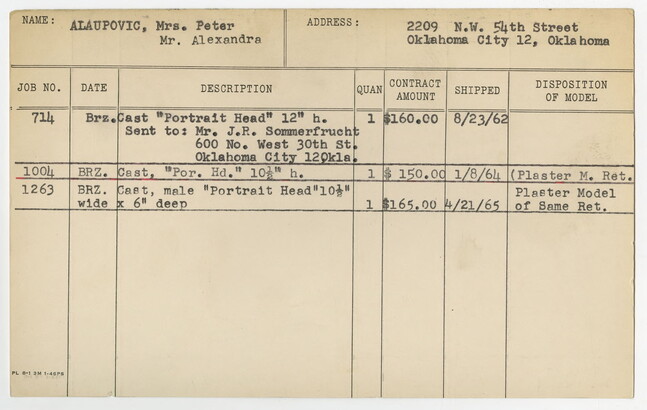 NAME: ALAUPOVIC, Mrs. Peter
Mr. Alexandra
ADDRESS: 2209 N.W. 54th Street
Oklahoma City 12, Oklahoma
JOB NO. DATE DESCRIPTION QUAN CONTRACT AMOUNT SHIPPED DISPOSITION OF MODEL
714 Brz. Cast "Portrait Head" 12" h. 1 $160.00 8/23/62
Sent to: Mr. J.R. Sommerfrucht
600 No. West 30th St.
Oklahoma City 12Okla.
1004 BRZ. Cast, "Por. Hd." 10½" h. 1 $ 150.00 1/8/64 (Plaster M. Ret.
1263 BRZ. Cast, male "Portrait Head"10½" Plaster Model
wide x 6" deep 1 $165.00 4/21/65 of Same Ret.